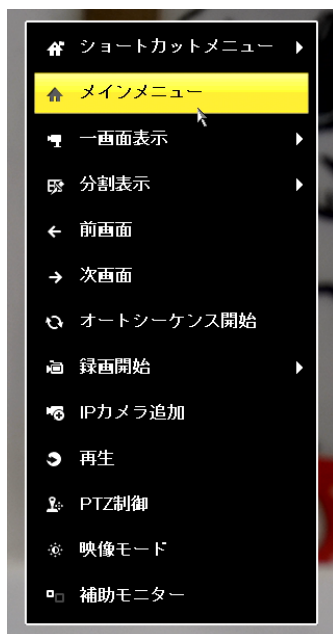 ショートカットメニュー
メインメニュー
一画面表示
分割表示
前画面
次画面
オートシーケンス開始
録画開始
IPカメラ追加
再生
PTZ制御
映像モード
補助モニター